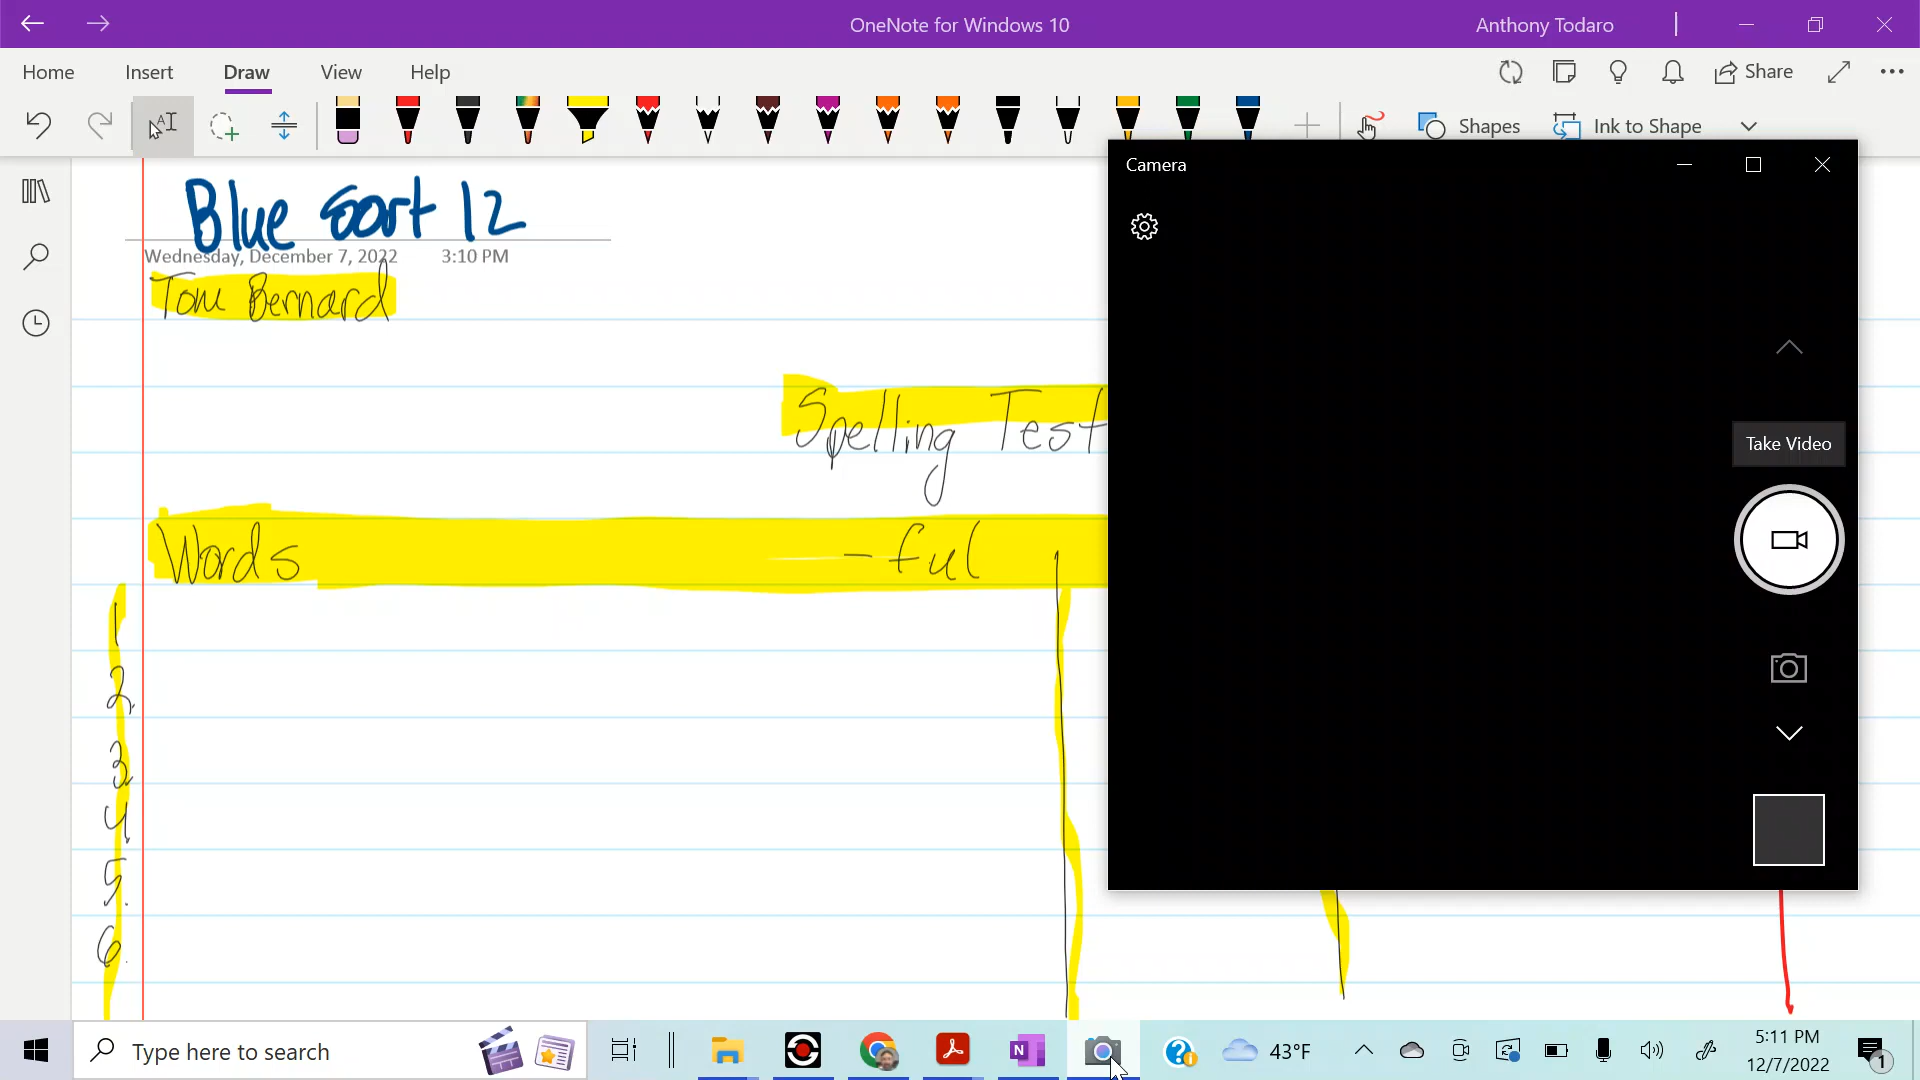 OneNote for Windows 10
Anthony Todaro
Home Insert Draw View Help
Share
Shapes
Ink to Shape
Camera
Blue Sort 12
Wednesday, December 7, 2022 3:10 PM
Tom Bernard
Spelling Test
Take Video
Words -ful
1
2.
3
4
5.
6.
Type here to search
43°F
5:11 PM
12/7/2022
1